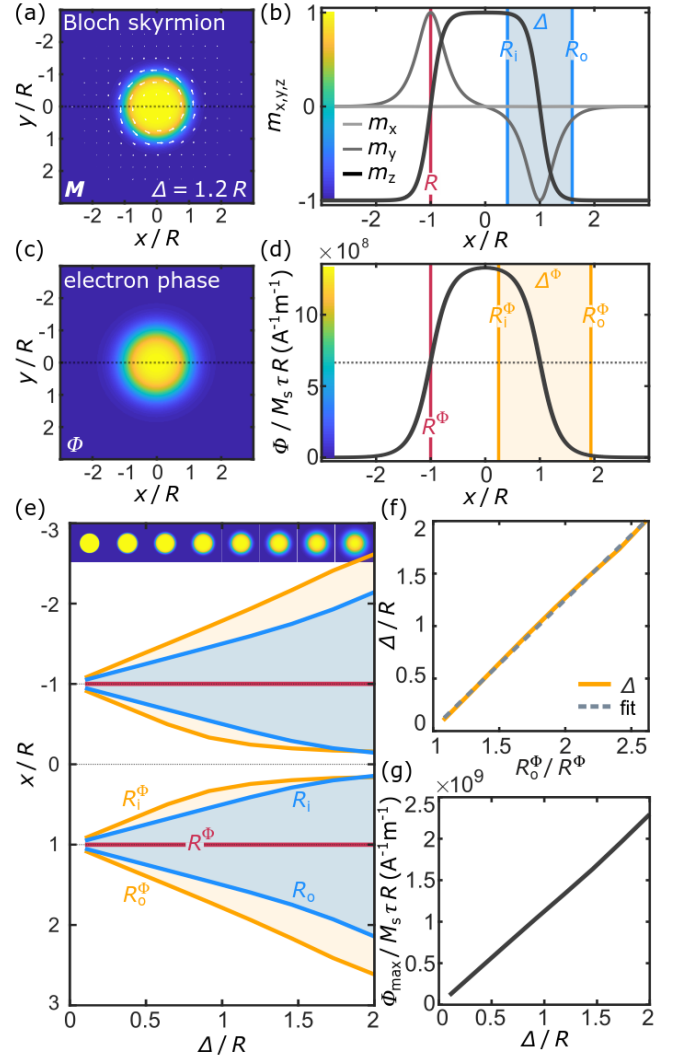 (a)
Bloch skyrmion
-2
-1
0
1
2
y / R
M
Δ = 1.2 R
-2 -1 0 1 2
x / R
(b)
1
0
-1
m_x,y,z
Δ
R_i
R_o
m_x
m_y
m_z
R
-2 -1 0 1 2
x / R
(c)
electron phase
-2
-1
0
1
2
y / R
Φ
-2 -1 0 1 2
x / R
(d)
×10^8
10
5
0
Φ / M_s τ R (A^-1 m^-1)
Δ^Φ
R_i^Φ
R_o^Φ
R^Φ
-2 -1 0 1 2
x / R
(e)
-3
-2
-1
0
1
2
3
x / R
R_i^Φ
R_i
R^Φ
R_o^Φ
R_o
0 0.5 1 1.5 2
Δ / R
(f)
2
1.5
1
0.5
0
Δ / R
Δ
fit
1 1.5 2 2.5
R_o^Φ / R^Φ
(g)
×10^9
2.5
2
1.5
1
0.5
0
Φ_max / M_s τ R (A^-1 m^-1)
0 0.5 1 1.5 2
Δ / R